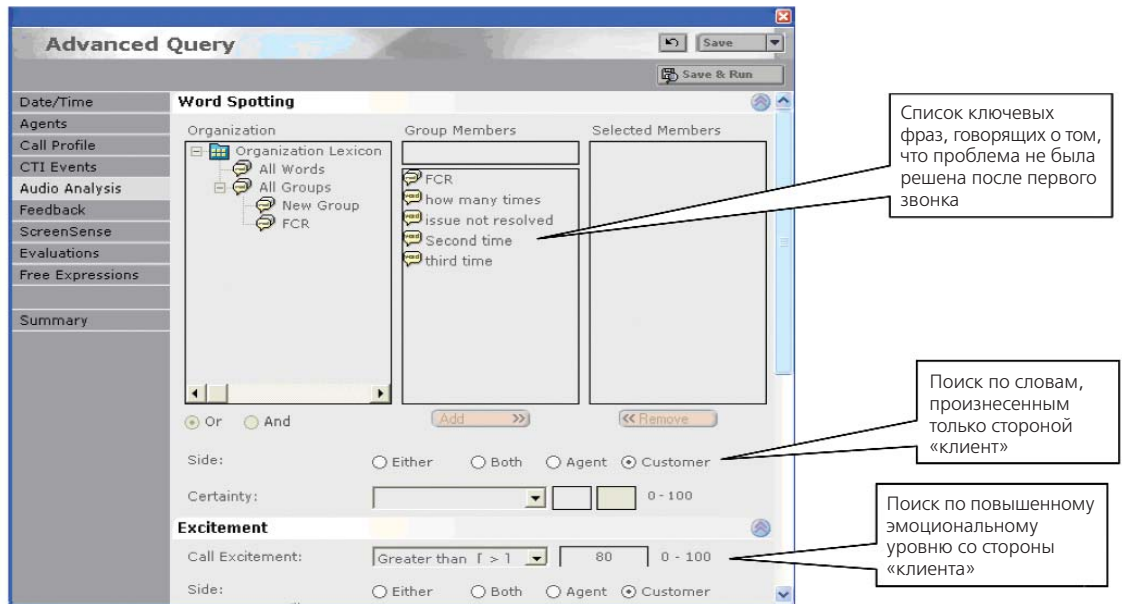 Advanced Query
Save
Save & Run
Date/Time
Agents
Call Profile
CTI Events
Audio Analysis
Feedback
ScreenSense
Evaluations
Free Expressions
Summary
Word Spotting
Organization
Group Members
Selected Members
Organization Lexicon
All Words
All Groups
New Group
FCR
FCR
how many times
issue not resolved
Second time
third time
Or
And
Add >>
<< Remove
Side:
Either
Both
Agent
Customer
Certainty:
0 - 100
Excitement
Call Excitement:
Greater than [ > ]
80
0 - 100
Side:
Either
Both
Agent
Customer
Список ключевых
фраз, говорящих о том,
что проблема не была
решена после первого
звонка
Поиск по словам,
произнесенным
только стороной
«клиент»
Поиск по повышенному
эмоциональному
уровню со стороны
«клиента»